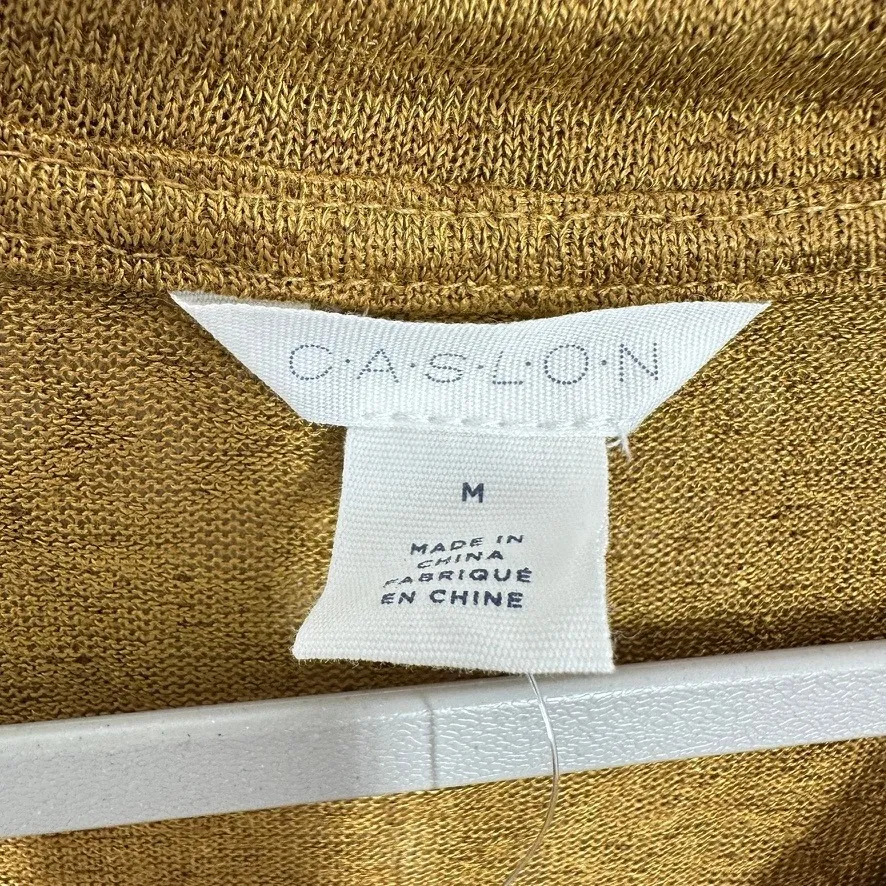 C·A·S·L·O·N
M
MADE IN
CHINA
FABRIQUÉ
EN CHINE